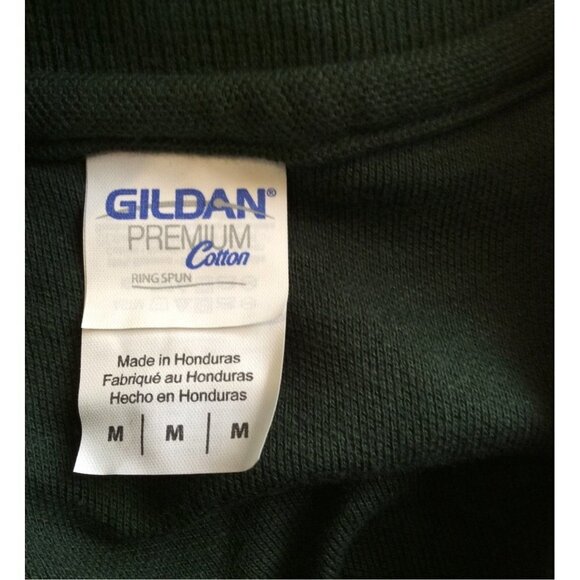 GILDAN®
PREMIUM
Cotton
RING SPUN
Made in Honduras
Fabriqué au Honduras
Hecho en Honduras
M | M | M